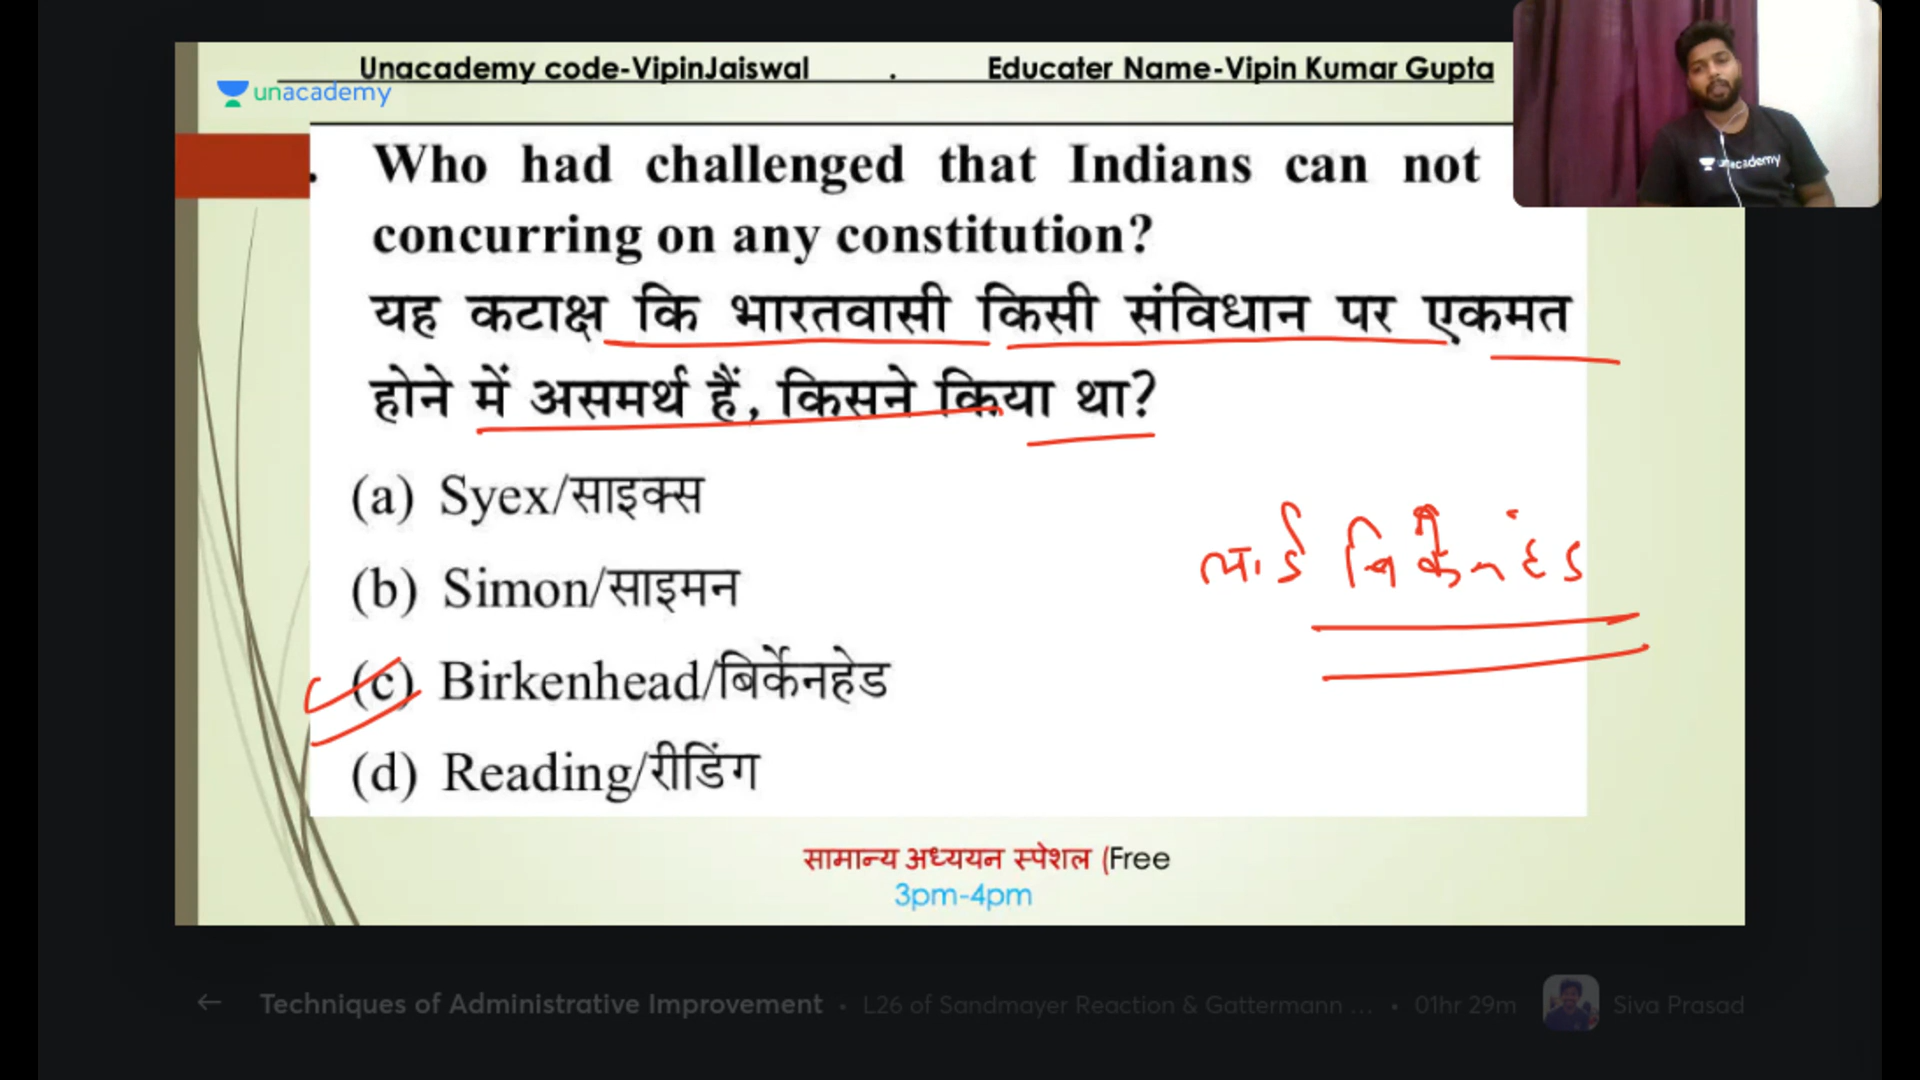 Unacademy code-VipinJaiswal . Educater Name-Vipin Kumar Gupta
unacademy
unacademy
. Who had challenged that Indians can not
concurring on any constitution?
यह कटाक्ष कि भारतवासी किसी संविधान पर एकमत
होने में असमर्थ हैं, किसने किया था?
(a) Syex/साइक्स
(b) Simon/साइमन
लार्ड बिर्केनहेड
(c) Birkenhead/बिर्केनहेड
(d) Reading/रीडिंग
सामान्य अध्ययन स्पेशल (Free
3pm-4pm
← Techniques of Administrative Improvement • L26 of Sandmayer Reaction & Gattermann ... • 01hr 29m Siva Prasad